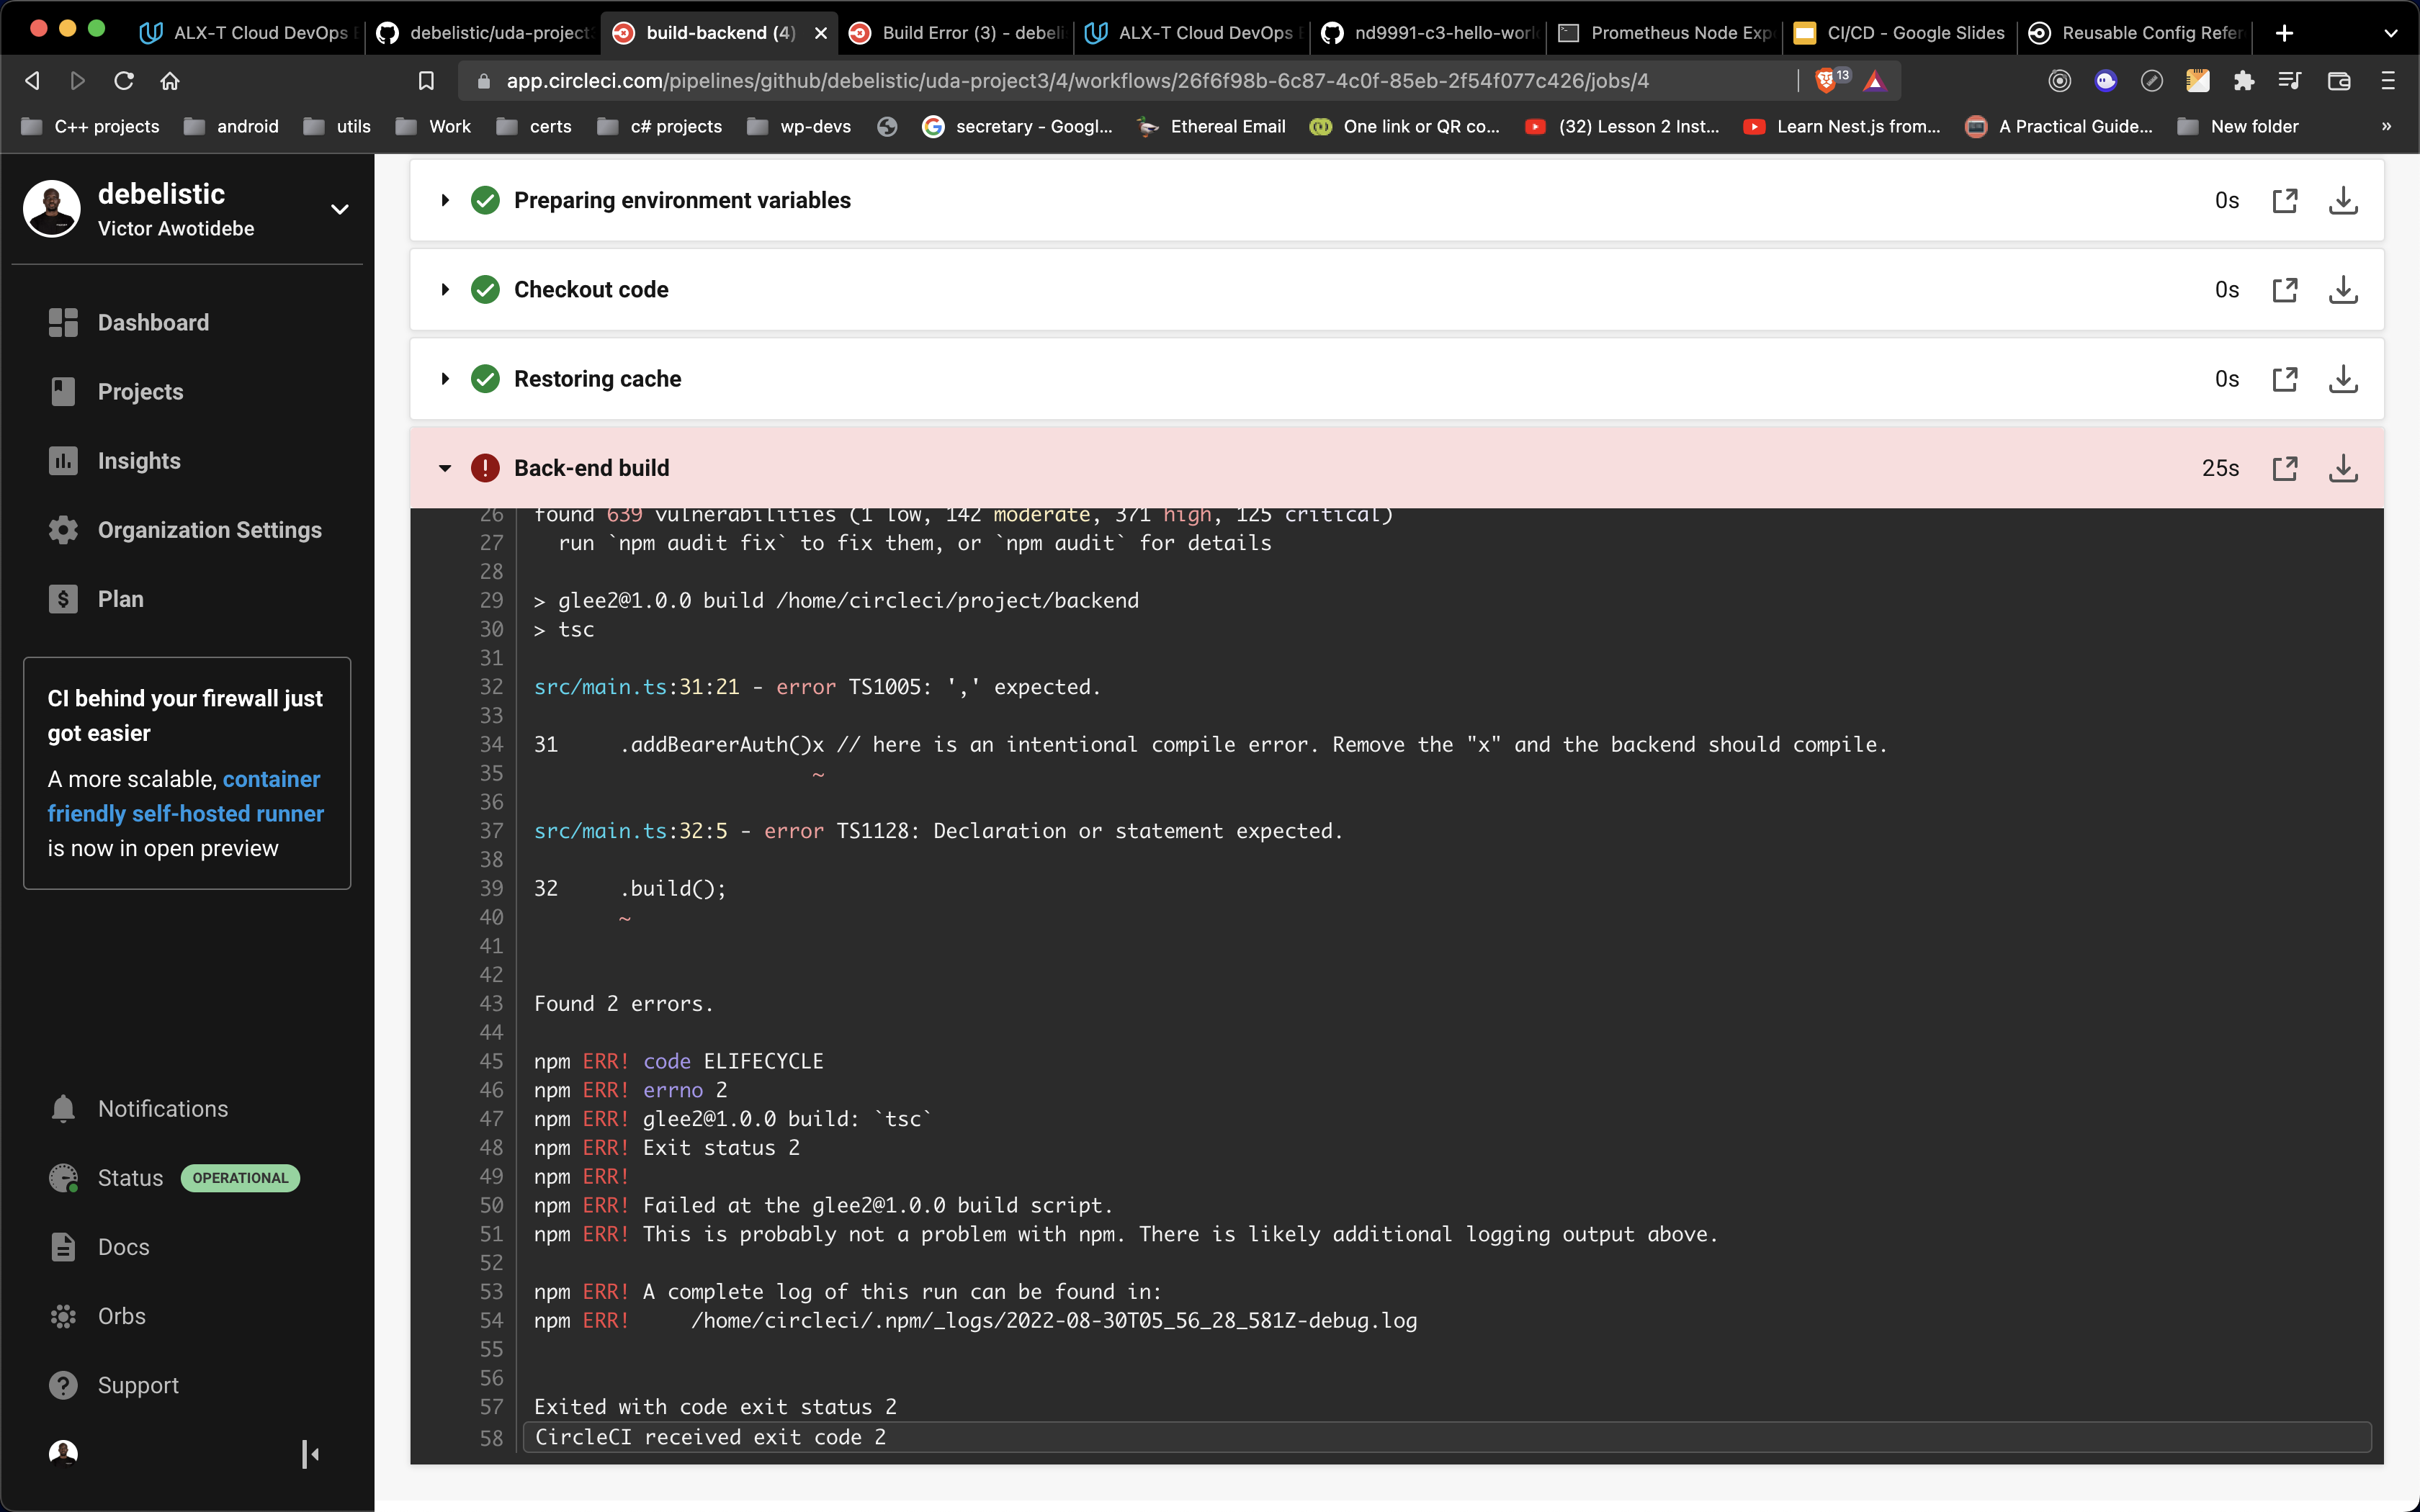 ALX-T Cloud DevOps
debelistic/uda-project3
build-backend (4)
Build Error (3) - debeli
ALX-T Cloud DevOps
nd9991-c3-hello-worl
Prometheus Node Exp
CI/CD - Google Slides
Reusable Config Refer
app.circleci.com/pipelines/github/debelistic/uda-project3/4/workflows/26f6f98b-6c87-4c0f-85eb-2f54f077c426/jobs/4
13
C++ projects
android
utils
Work
certs
c# projects
wp-devs
secretary - Googl...
Ethereal Email
One link or QR co...
(32) Lesson 2 Inst...
Learn Nest.js from...
A Practical Guide...
New folder
»
debelistic
Victor Awotidebe
Dashboard
Projects
Insights
Organization Settings
Plan
CI behind your firewall just
got easier
A more scalable, container
friendly self-hosted runner
is now in open preview
Notifications
Status OPERATIONAL
Docs
Orbs
Support
Preparing environment variables 0s
Checkout code 0s
Restoring cache 0s
Back-end build 25s
26 found 639 vulnerabilities (1 low, 142 moderate, 371 high, 125 critical)
27 run `npm audit fix` to fix them, or `npm audit` for details
28
29 > glee2@1.0.0 build /home/circleci/project/backend
30 > tsc
31
32 src/main.ts:31:21 - error TS1005: ',' expected.
33
34 31 .addBearerAuth()x // here is an intentional compile error. Remove the "x" and the backend should compile.
35 ~
36
37 src/main.ts:32:5 - error TS1128: Declaration or statement expected.
38
39 32 .build();
40 ~
41
42
43 Found 2 errors.
44
45 npm ERR! code ELIFECYCLE
46 npm ERR! errno 2
47 npm ERR! glee2@1.0.0 build: `tsc`
48 npm ERR! Exit status 2
49 npm ERR!
50 npm ERR! Failed at the glee2@1.0.0 build script.
51 npm ERR! This is probably not a problem with npm. There is likely additional logging output above.
52
53 npm ERR! A complete log of this run can be found in:
54 npm ERR! /home/circleci/.npm/_logs/2022-08-30T05_56_28_581Z-debug.log
55
56
57 Exited with code exit status 2
58 CircleCI received exit code 2